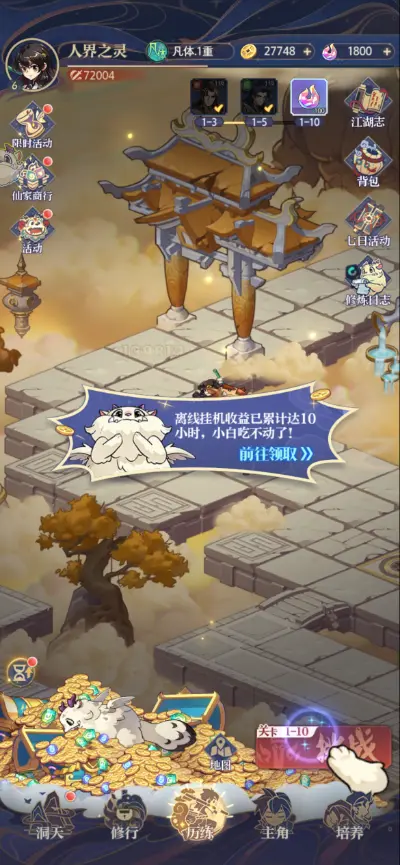 人界之灵
凡体.1重
27748 +
1800 +
6
72004
1-3
1-5
1-10
限时活动
江湖志
仙家商行
背包
活动
七日活动
修炼日志
离线挂机收益已累计达10
小时，小白吃不动了！
前往领取 》
关卡 1-10
挑战
地图
洞天
修行
历练
主角
培养